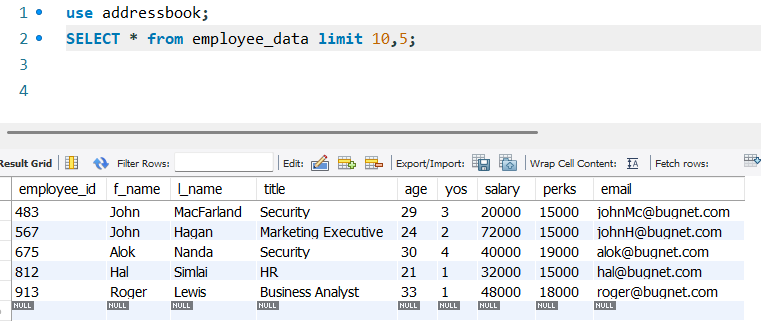 1 use addressbook;
2 SELECT * from employee_data limit 10,5;
3
4
Result Grid Filter Rows: Edit: Export/Import: Wrap Cell Content: IA Fetch rows:
employee_id f_name l_name title age yos salary perks email
483 John MacFarland Security 29 3 20000 15000 johnMc@bugnet.com
567 John Hagan Marketing Executive 24 2 72000 15000 johnH@bugnet.com
675 Alok Nanda Security 30 4 40000 19000 alok@bugnet.com
812 Hal Simlai HR 21 1 32000 15000 hal@bugnet.com
913 Roger Lewis Business Analyst 33 1 48000 18000 roger@bugnet.com
NULL NULL NULL NULL NULL NULL NULL NULL NULL